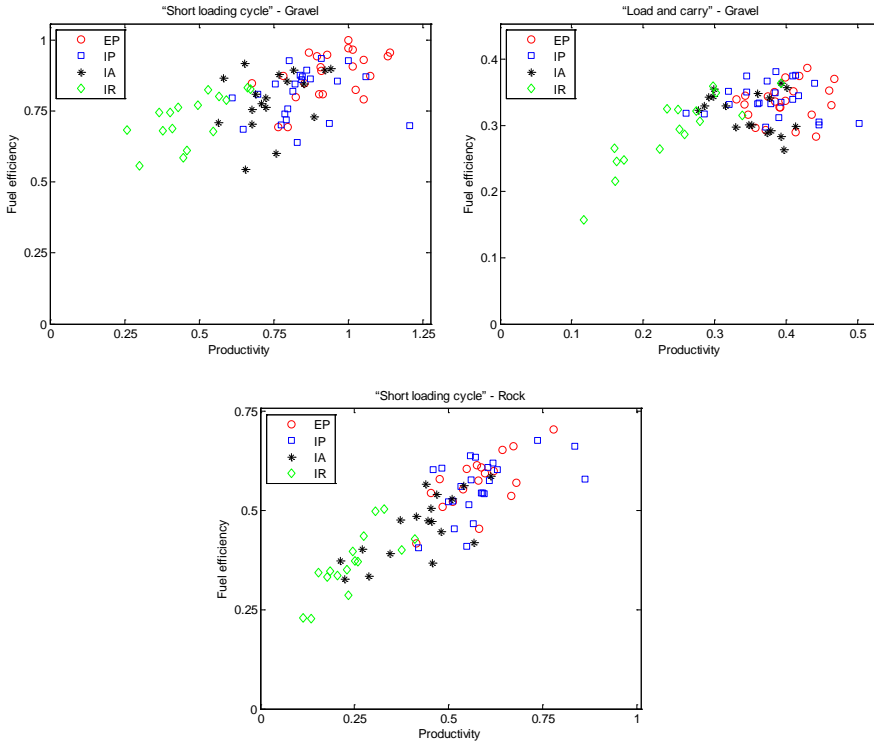 “Short loading cycle” - Gravel
EP
IP
IA
IR
1
0.75
0.5
0.25
0
Fuel efficiency
0 0.25 0.5 0.75 1 1.25
Productivity
“Load and carry” - Gravel
EP
IP
IA
IR
0.4
0.3
0.2
0.1
0
Fuel efficiency
0 0.1 0.2 0.3 0.4 0.5
Productivity
“Short loading cycle” - Rock
EP
IP
IA
IR
0.75
0.5
0.25
0
Fuel efficiency
0 0.25 0.5 0.75 1
Productivity